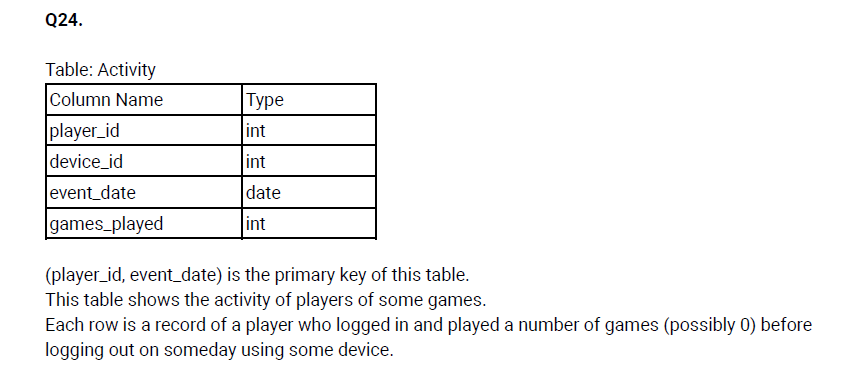 Q24.
Table: Activity
Column Name Type
player_id int
device_id int
event_date date
games_played int
(player_id, event_date) is the primary key of this table.
This table shows the activity of players of some games.
Each row is a record of a player who logged in and played a number of games (possibly 0) before
logging out on someday using some device.